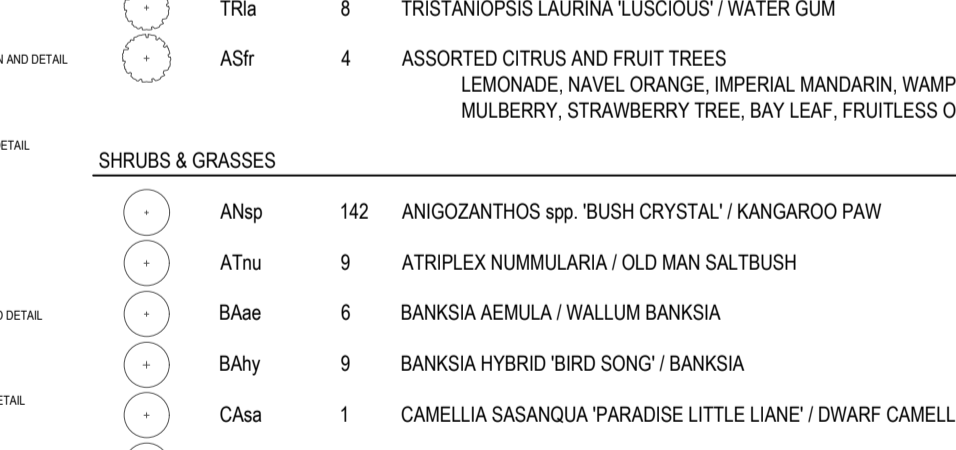 TRla 8 TRISTANIOPSIS LAURINA 'LUSCIOUS' / WATER GUM
AND DETAIL
ASfr 4 ASSORTED CITRUS AND FRUIT TREES
LEMONADE, NAVEL ORANGE, IMPERIAL MANDARIN, WAMP
MULBERRY, STRAWBERRY TREE, BAY LEAF, FRUITLESS O
ETAIL
SHRUBS & GRASSES
ANsp 142 ANIGOZANTHOS spp. 'BUSH CRYSTAL' / KANGAROO PAW
ATnu 9 ATRIPLEX NUMMULARIA / OLD MAN SALTBUSH
DETAIL
BAae 6 BANKSIA AEMULA / WALLUM BANKSIA
BAhy 9 BANKSIA HYBRID 'BIRD SONG' / BANKSIA
ETAIL
CAsa 1 CAMELLIA SASANQUA 'PARADISE LITTLE LIANE' / DWARF CAMELL